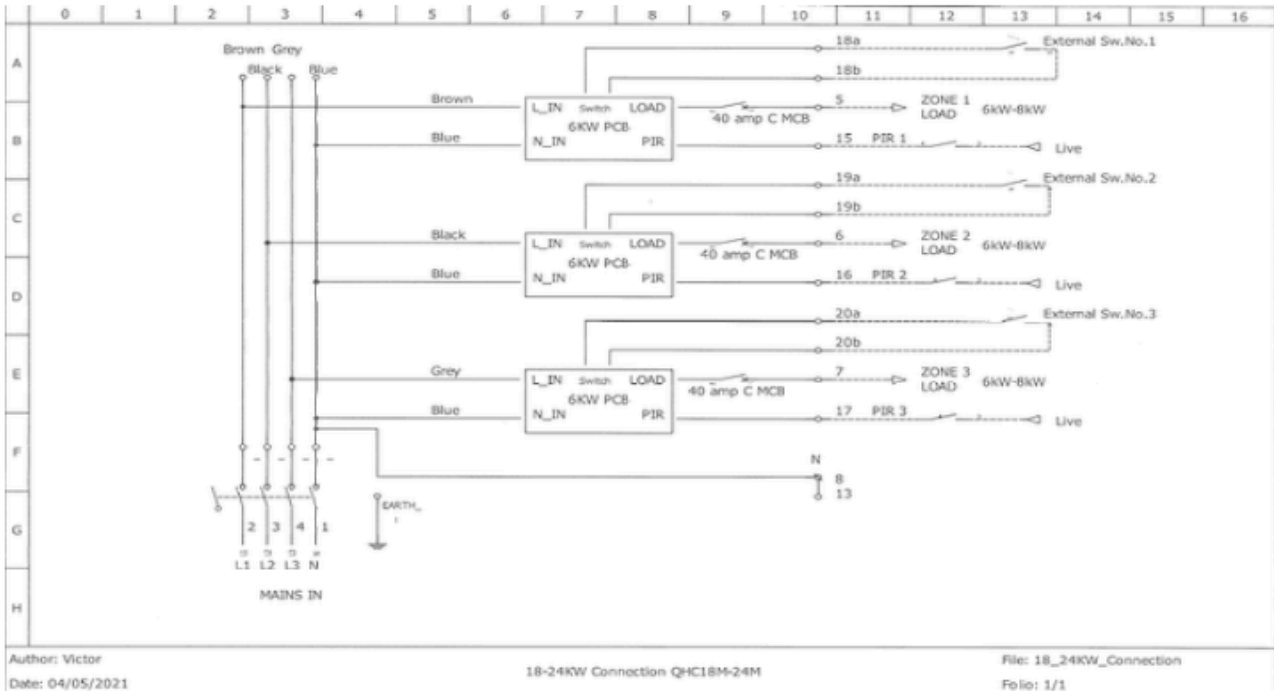 0 1 2 3 4 5 6 7 8 9 10 11 12 13 14 15 16
A
B
C
D
E
F
G
H
Brown Grey
Black Blue
Brown
Blue
L_IN Switch LOAD
6KW PCB
N_IN PIR
40 amp C MCB
18a
External Sw.No.1
18b
5
ZONE 1
LOAD
6kW-8kW
15 PIR 1
Live
Black
Blue
L_IN Switch LOAD
6KW PCB
N_IN PIR
40 amp C MCB
19a
External Sw.No.2
19b
6
ZONE 2
LOAD
6kW-8kW
16 PIR 2
Live
Grey
Blue
L_IN Switch LOAD
6KW PCB
N_IN PIR
40 amp C MCB
20a
External Sw.No.3
20b
7
ZONE 3
LOAD
6kW-8kW
17 PIR 3
Live
N
8
13
EARTH_
2 3 4 1
L1 L2 L3 N
MAINS IN
Author: Victor
Date: 04/05/2021
18-24KW Connection QHC18M-24M
File: 18_24KW_Connection
Folio: 1/1